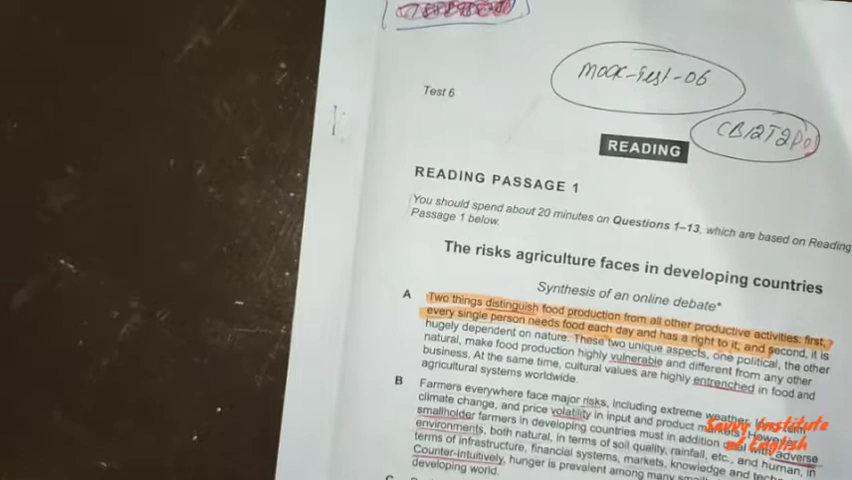 Test 6
Mock-Test-06
CB12T2P01
READING
READING PASSAGE 1
You should spend about 20 minutes on Questions 1–13, which are based on Reading
Passage 1 below.
The risks agriculture faces in developing countries
Synthesis of an online debate*
A Two things distinguish food production from all other productive activities: first,
every single person needs food each day and has a right to it; and second, it is
hugely dependent on nature. These two unique aspects, one political, the other
natural, make food production highly vulnerable and different from any other
business. At the same time, cultural values are highly entrenched in food and
agricultural systems worldwide.
B Farmers everywhere face major risks, including extreme weather,
climate change, and price volatility in input and product markets. However,
smallholder farmers in developing countries must in addition deal with adverse
environments, both natural, in terms of soil quality, rainfall, etc., and human, in
terms of infrastructure, financial systems, markets, knowledge and
Counter-intuitively, hunger is prevalent among many
developing world.
Savvy Institute
of English